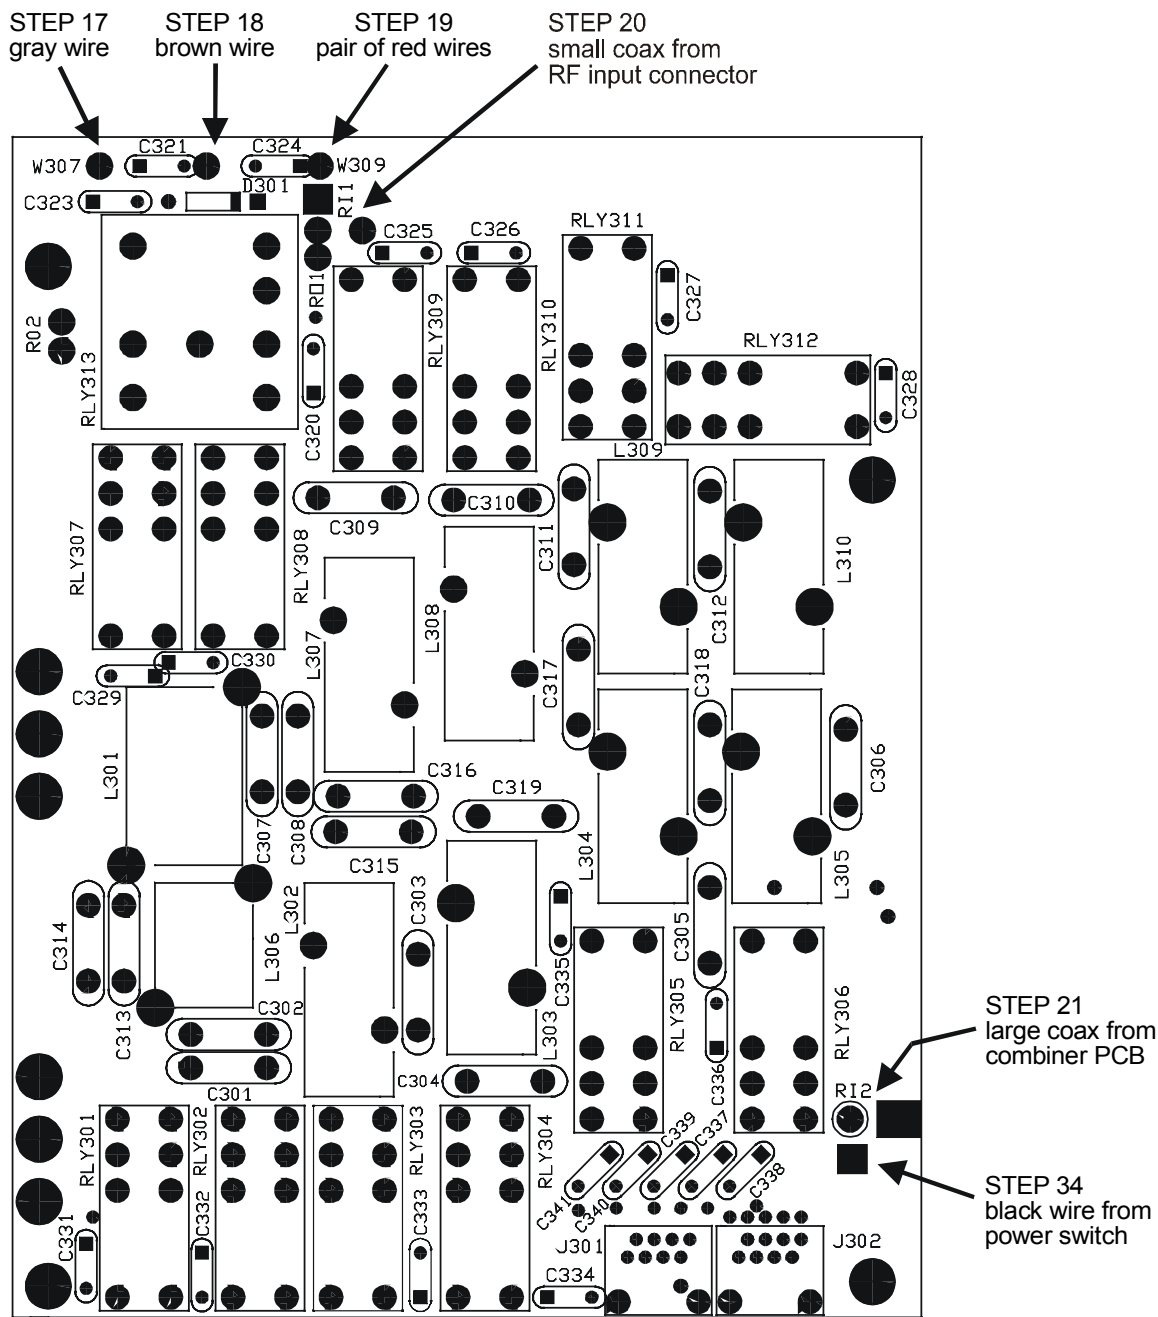 STEP 17
gray wire
STEP 18
brown wire
STEP 19
pair of red wires
STEP 20
small coax from
RF input connector
W307
C321
C324
W309
C323
D301
RI1
C325
C326
RLY311
C327
R02
RLY313
RO1
C320
RLY309
RLY310
RLY312
C328
L309
C309
C310
C311
C312
L310
RLY307
RLY308
L307
L308
C317
C318
C330
C329
L301
C307
C308
C316
C315
C319
L304
L305
C306
C314
C313
L306
L302
C303
C335
C305
C302
C301
L303
C304
RLY305
C336
RLY306
STEP 21
large coax from
combiner PCB
RI2
RLY301
RLY302
RLY303
RLY304
C339
C337
C338
C341
C340
STEP 34
black wire from
power switch
C331
C332
C333
C334
J301
J302